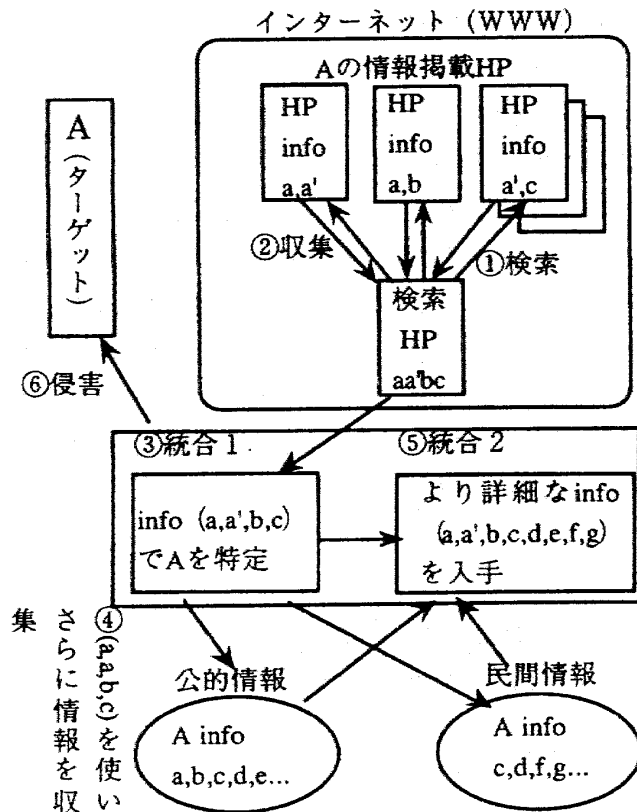 インターネット (WWW)
Aの情報掲載HP
HP
info
a,a'
HP
info
a,b
HP
info
a',c
A(ターゲット)
②収集
①検索
検索
HP
aa'bc
⑥侵害
③統合1
⑤統合2
info (a,a',b,c)
でAを特定
より詳細なinfo
(a,a',b,c,d,e,f,g)
を入手
④(a,a,b,c)を使い
さらに情報を収
集
公的情報
A info
a,b,c,d,e...
民間情報
A info
c,d,f,g...